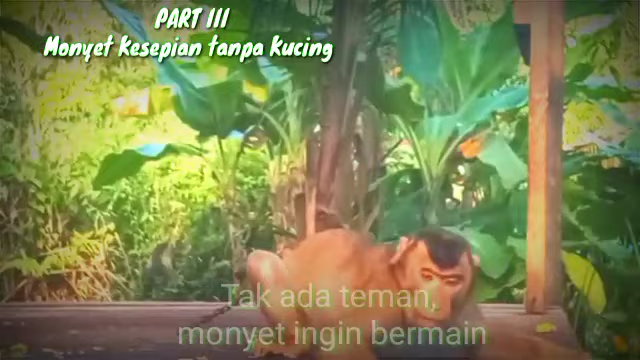 PART III
Monyet Kesepian tanpa Kucing
Tak ada teman,
monyet ingin bermain